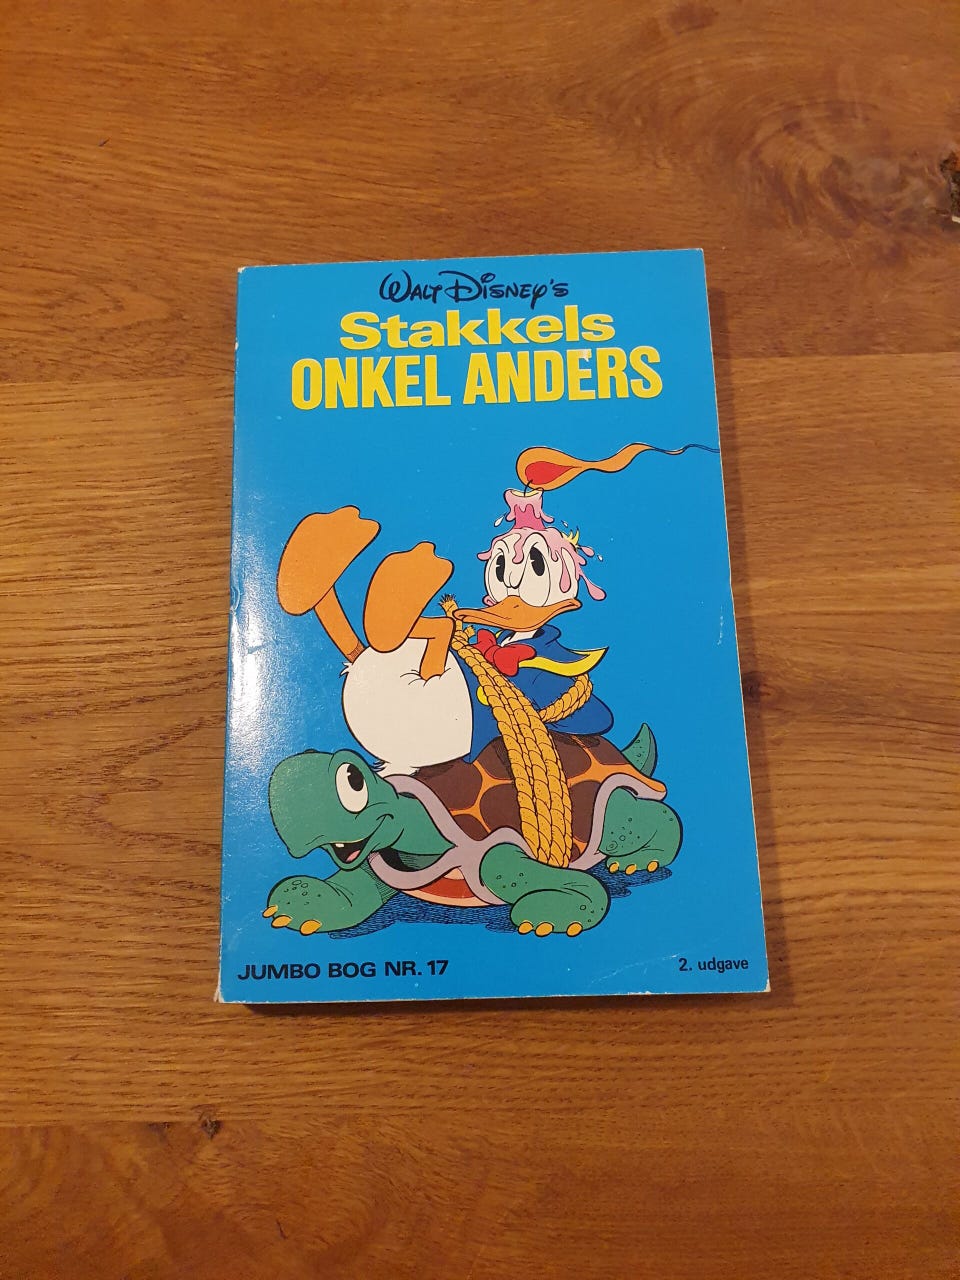 Walt Disney's
Stakkels
ONKEL ANDERS
JUMBO BOG NR. 17
2. udgave